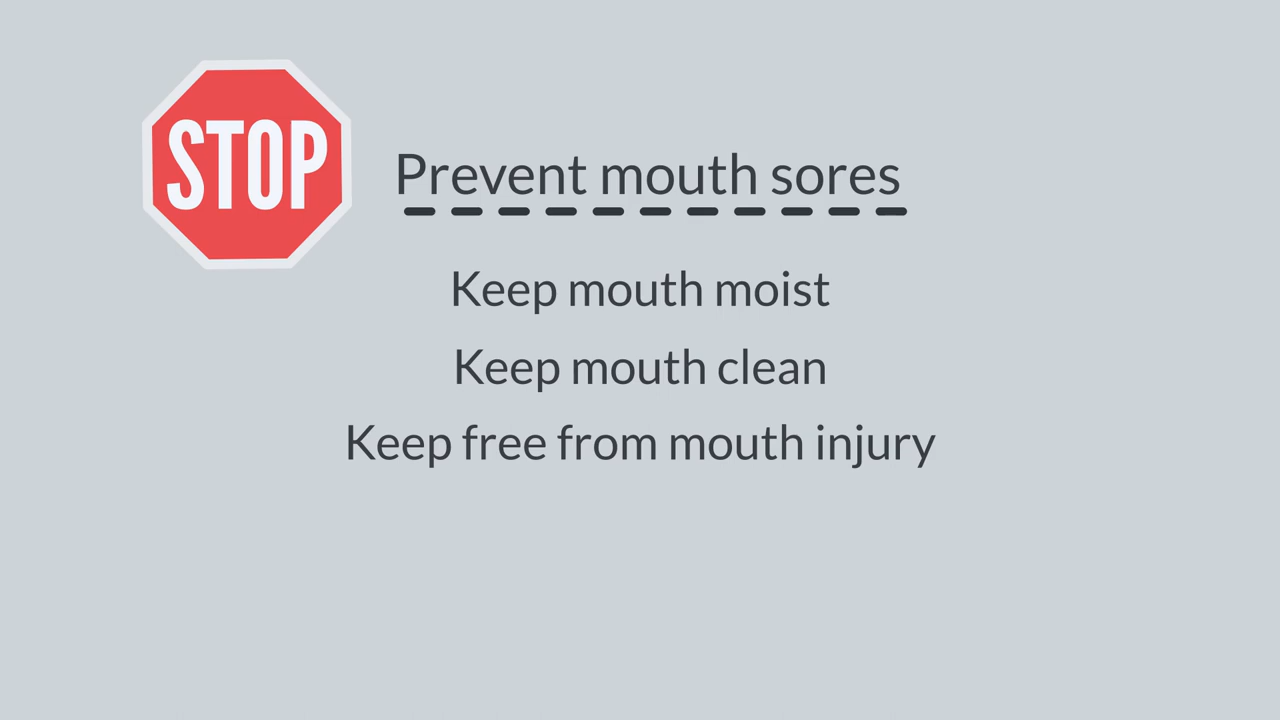 STOP
Prevent mouth sores
Keep mouth moist
Keep mouth clean
Keep free from mouth injury